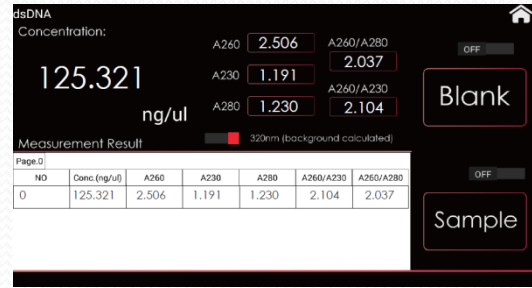 dsDNA
Concentration:
125.321
ng/ul
A260 2.506
A230 1.191
A280 1.230
A260/A280
2.037
A260/A230
2.104
OFF
Blank
320nm (background calculated)
Measurement Result
Page.0
NO Conc.(ng/ul) A260 A230 A280 A260/A230 A260/A280
0 125.321 2.506 1.191 1.230 2.104 2.037
OFF
Sample